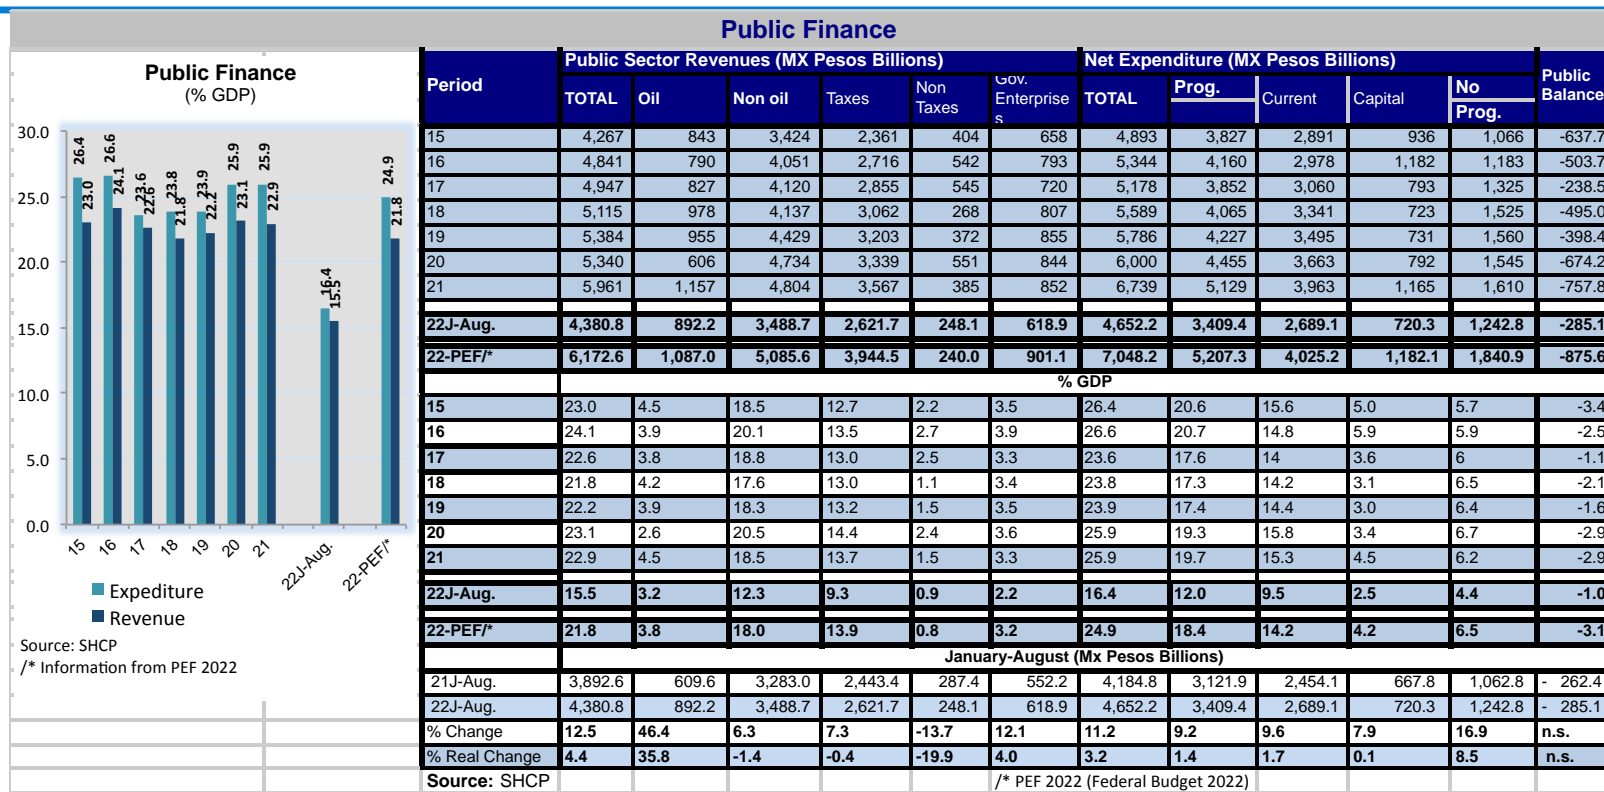 Public Finance
Public Finance
(% GDP)
30.0
25.0
20.0
15.0
10.0
5.0
0.0
26.4 23.0 26.6 24.1 23.6 22.6 23.8 21.8 23.9 22.2 25.9 23.1 25.9 22.9 16.4 15.5 24.9 21.8
15 16 17 18 19 20 21 22J-Aug. 22-PEF/*
Expediture
Revenue
Source: SHCP
/* Information from PEF 2022
Period Public Sector Revenues (MX Pesos Billions) Net Expenditure (MX Pesos Billions) Public Balance
TOTAL Oil Non oil Taxes Non Taxes Gov. Enterprises TOTAL Prog. Current Capital No Prog.
15 4,267 843 3,424 2,361 404 658 4,893 3,827 2,891 936 1,066 -637.7
16 4,841 790 4,051 2,716 542 793 5,344 4,160 2,978 1,182 1,183 -503.7
17 4,947 827 4,120 2,855 545 720 5,178 3,852 3,060 793 1,325 -238.5
18 5,115 978 4,137 3,062 268 807 5,589 4,065 3,341 723 1,525 -495.0
19 5,384 955 4,429 3,203 372 855 5,786 4,227 3,495 731 1,560 -398.4
20 5,340 606 4,734 3,339 551 844 6,000 4,455 3,663 792 1,545 -674.2
21 5,961 1,157 4,804 3,567 385 852 6,739 5,129 3,963 1,165 1,610 -757.8
22J-Aug. 4,380.8 892.2 3,488.7 2,621.7 248.1 618.9 4,652.2 3,409.4 2,689.1 720.3 1,242.8 -285.1
22-PEF/* 6,172.6 1,087.0 5,085.6 3,944.5 240.0 901.1 7,048.2 5,207.3 4,025.2 1,182.1 1,840.9 -875.6
% GDP
15 23.0 4.5 18.5 12.7 2.2 3.5 26.4 20.6 15.6 5.0 5.7 -3.4
16 24.1 3.9 20.1 13.5 2.7 3.9 26.6 20.7 14.8 5.9 5.9 -2.5
17 22.6 3.8 18.8 13.0 2.5 3.3 23.6 17.6 14 3.6 6 -1.1
18 21.8 4.2 17.6 13.0 1.1 3.4 23.8 17.3 14.2 3.1 6.5 -2.1
19 22.2 3.9 18.3 13.2 1.5 3.5 23.9 17.4 14.4 3.0 6.4 -1.6
20 23.1 2.6 20.5 14.4 2.4 3.6 25.9 19.3 15.8 3.4 6.7 -2.9
21 22.9 4.5 18.5 13.7 1.5 3.3 25.9 19.7 15.3 4.5 6.2 -2.9
22J-Aug. 15.5 3.2 12.3 9.3 0.9 2.2 16.4 12.0 9.5 2.5 4.4 -1.0
22-PEF/* 21.8 3.8 18.0 13.9 0.8 3.2 24.9 18.4 14.2 4.2 6.5 -3.1
January-August (Mx Pesos Billions)
21J-Aug. 3,892.6 609.6 3,283.0 2,443.4 287.4 552.2 4,184.8 3,121.9 2,454.1 667.8 1,062.8 - 262.4
22J-Aug. 4,380.8 892.2 3,488.7 2,621.7 248.1 618.9 4,652.2 3,409.4 2,689.1 720.3 1,242.8 - 285.1
% Change 12.5 46.4 6.3 7.3 -13.7 12.1 11.2 9.2 9.6 7.9 16.9 n.s.
% Real Change 4.4 35.8 -1.4 -0.4 -19.9 4.0 3.2 1.4 1.7 0.1 8.5 n.s.
Source: SHCP /* PEF 2022 (Federal Budget 2022)